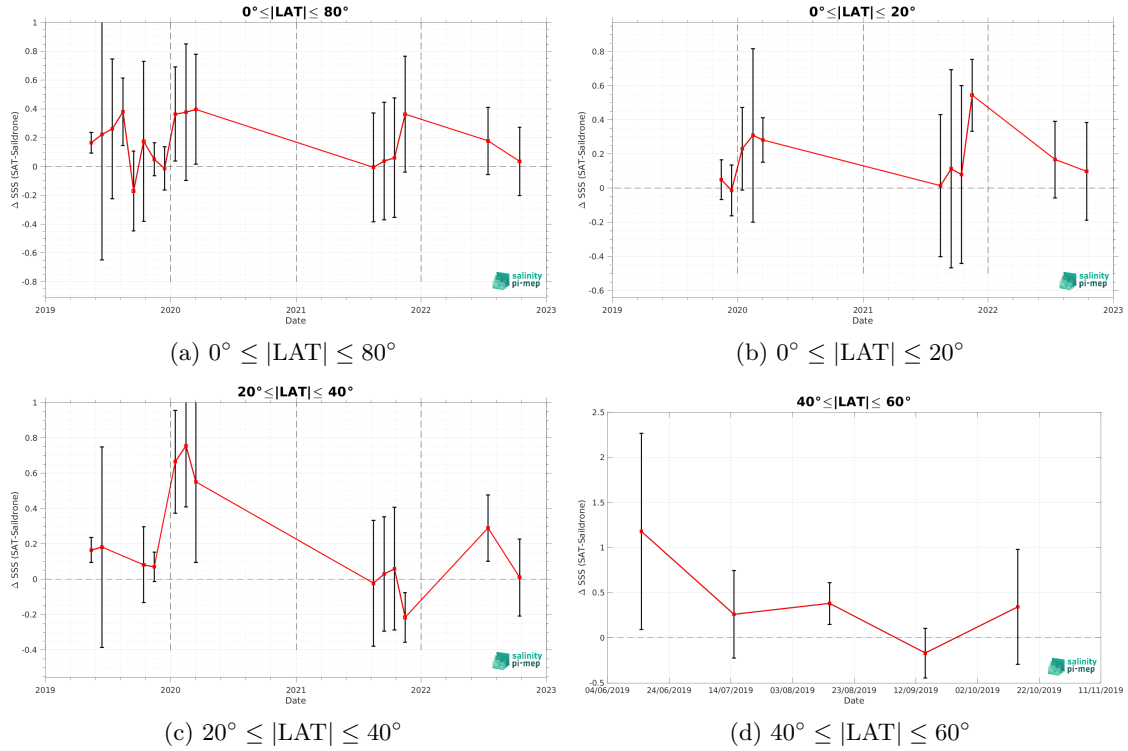 0°≤|LAT|≤ 80°
1
0.8
0.6
0.4
0.2
0
-0.2
-0.4
-0.6
-0.8
Δ SSS (SAT-Saildrone)
2019
2020
2021
2022
2023
Date
salinity
pi-mep
(a) 0° ≤ |LAT| ≤ 80°
0°≤|LAT|≤ 20°
0.8
0.6
0.4
0.2
0
-0.2
-0.4
-0.6
Δ SSS (SAT-Saildrone)
2019
2020
2021
2022
2023
Date
salinity
pi-mep
(b) 0° ≤ |LAT| ≤ 20°
20°≤|LAT|≤ 40°
1
0.8
0.6
0.4
0.2
0
-0.2
-0.4
Δ SSS (SAT-Saildrone)
2019
2020
2021
2022
2023
Date
salinity
pi-mep
(c) 20° ≤ |LAT| ≤ 40°
40°≤|LAT|≤ 60°
2.5
2
1.5
1
0.5
0
-0.5
Δ SSS (SAT-Saildrone)
04/06/2019
24/06/2019
14/07/2019
03/08/2019
23/08/2019
12/09/2019
02/10/2019
22/10/2019
11/11/2019
Date
salinity
pi-mep
(d) 40° ≤ |LAT| ≤ 60°